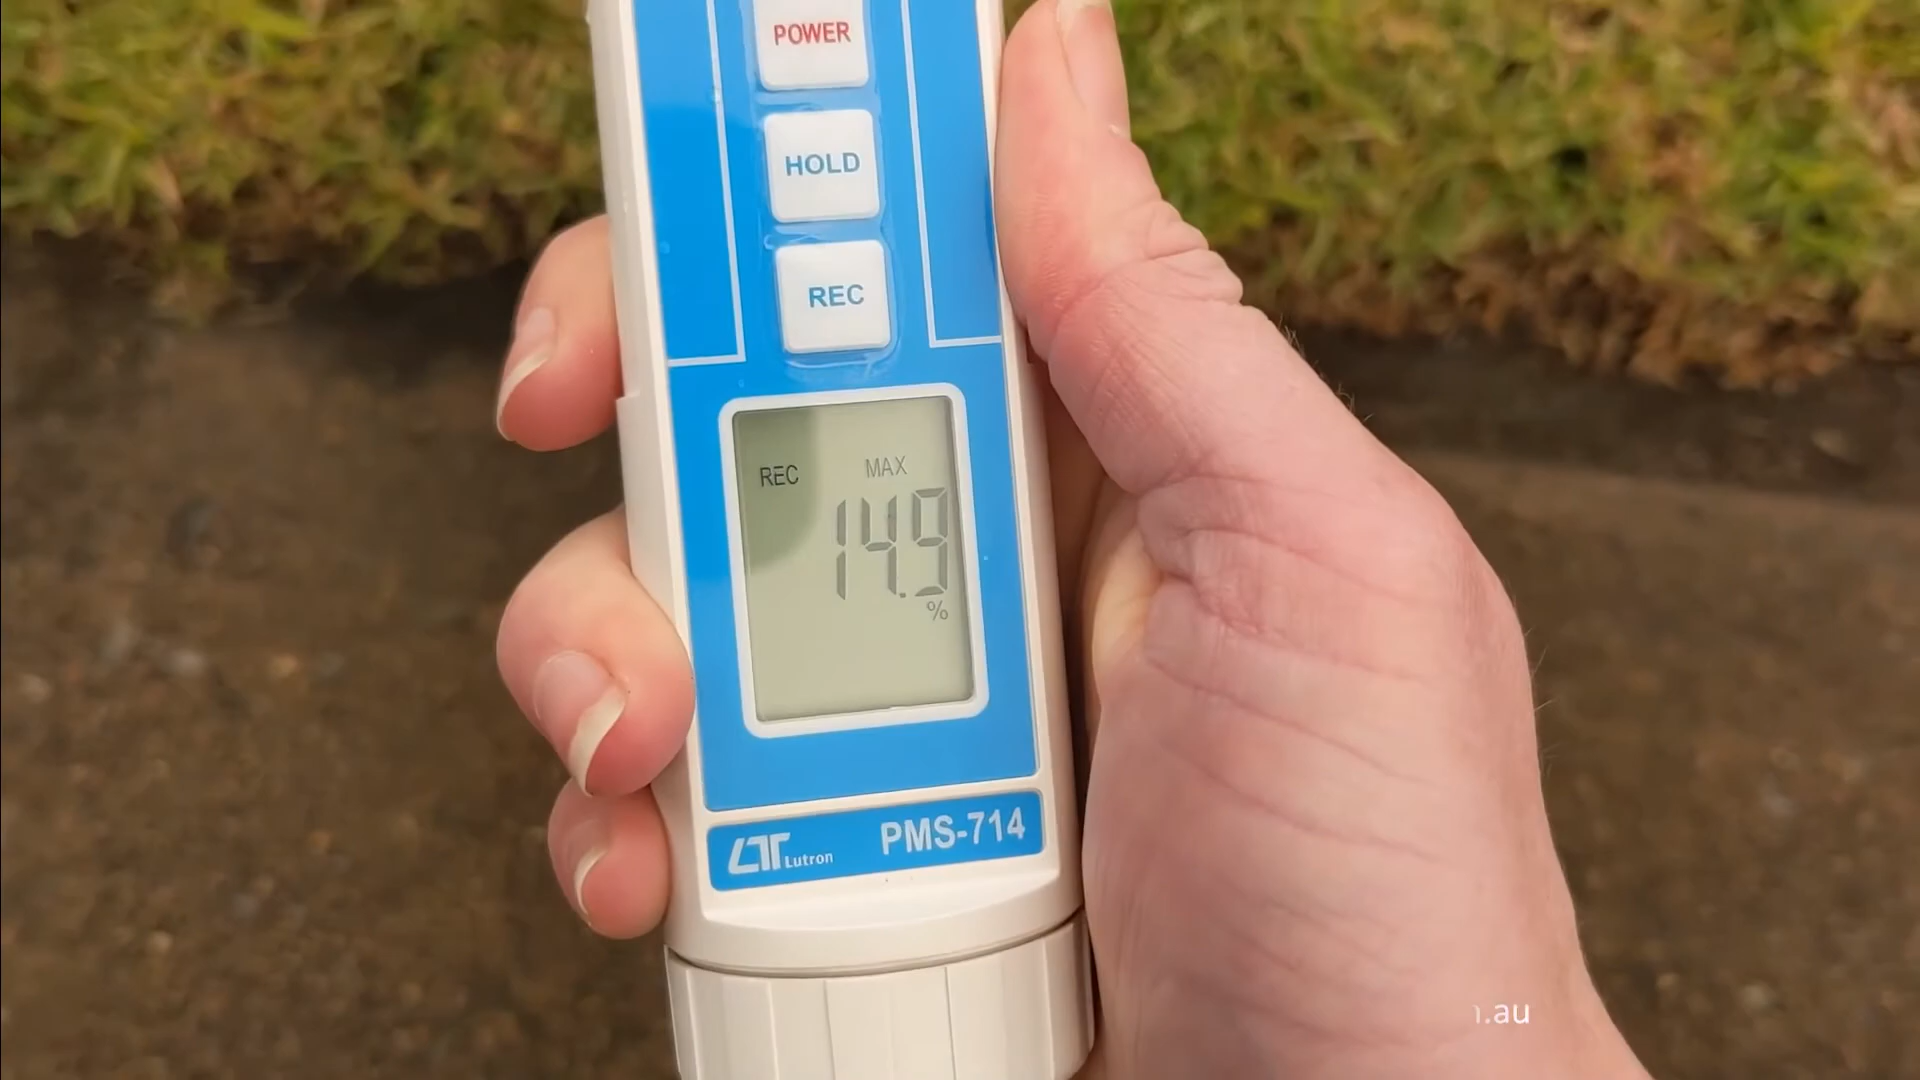 POWER
HOLD
REC
REC MAX
14.9
%
LT Lutron PMS-714
.au